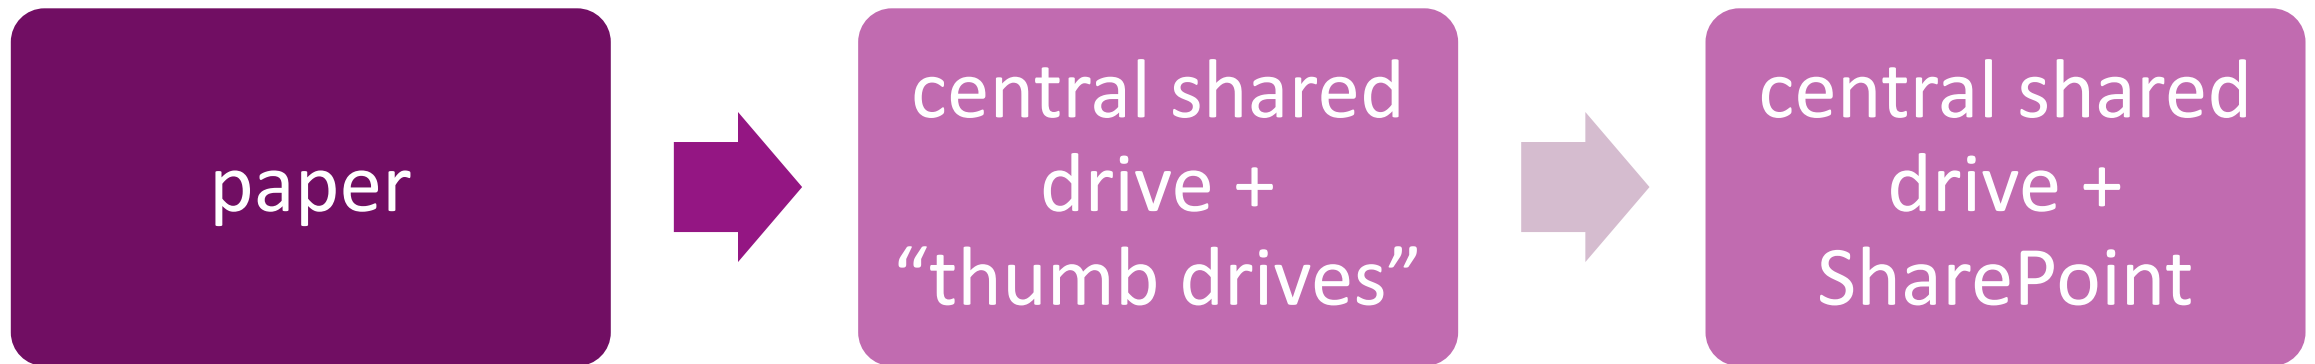 paper
central shared
drive +
“thumb drives”
central shared
drive +
SharePoint